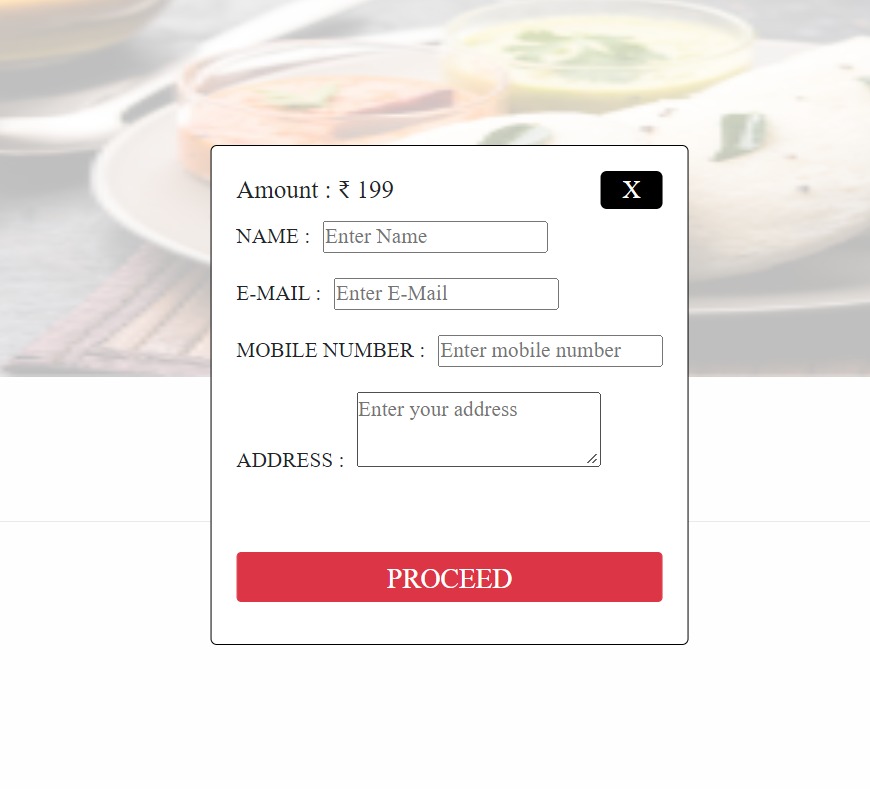 Amount : ₹ 199 X
NAME : Enter Name
E-MAIL : Enter E-Mail
MOBILE NUMBER : Enter mobile number
Enter your address
ADDRESS :
PROCEED